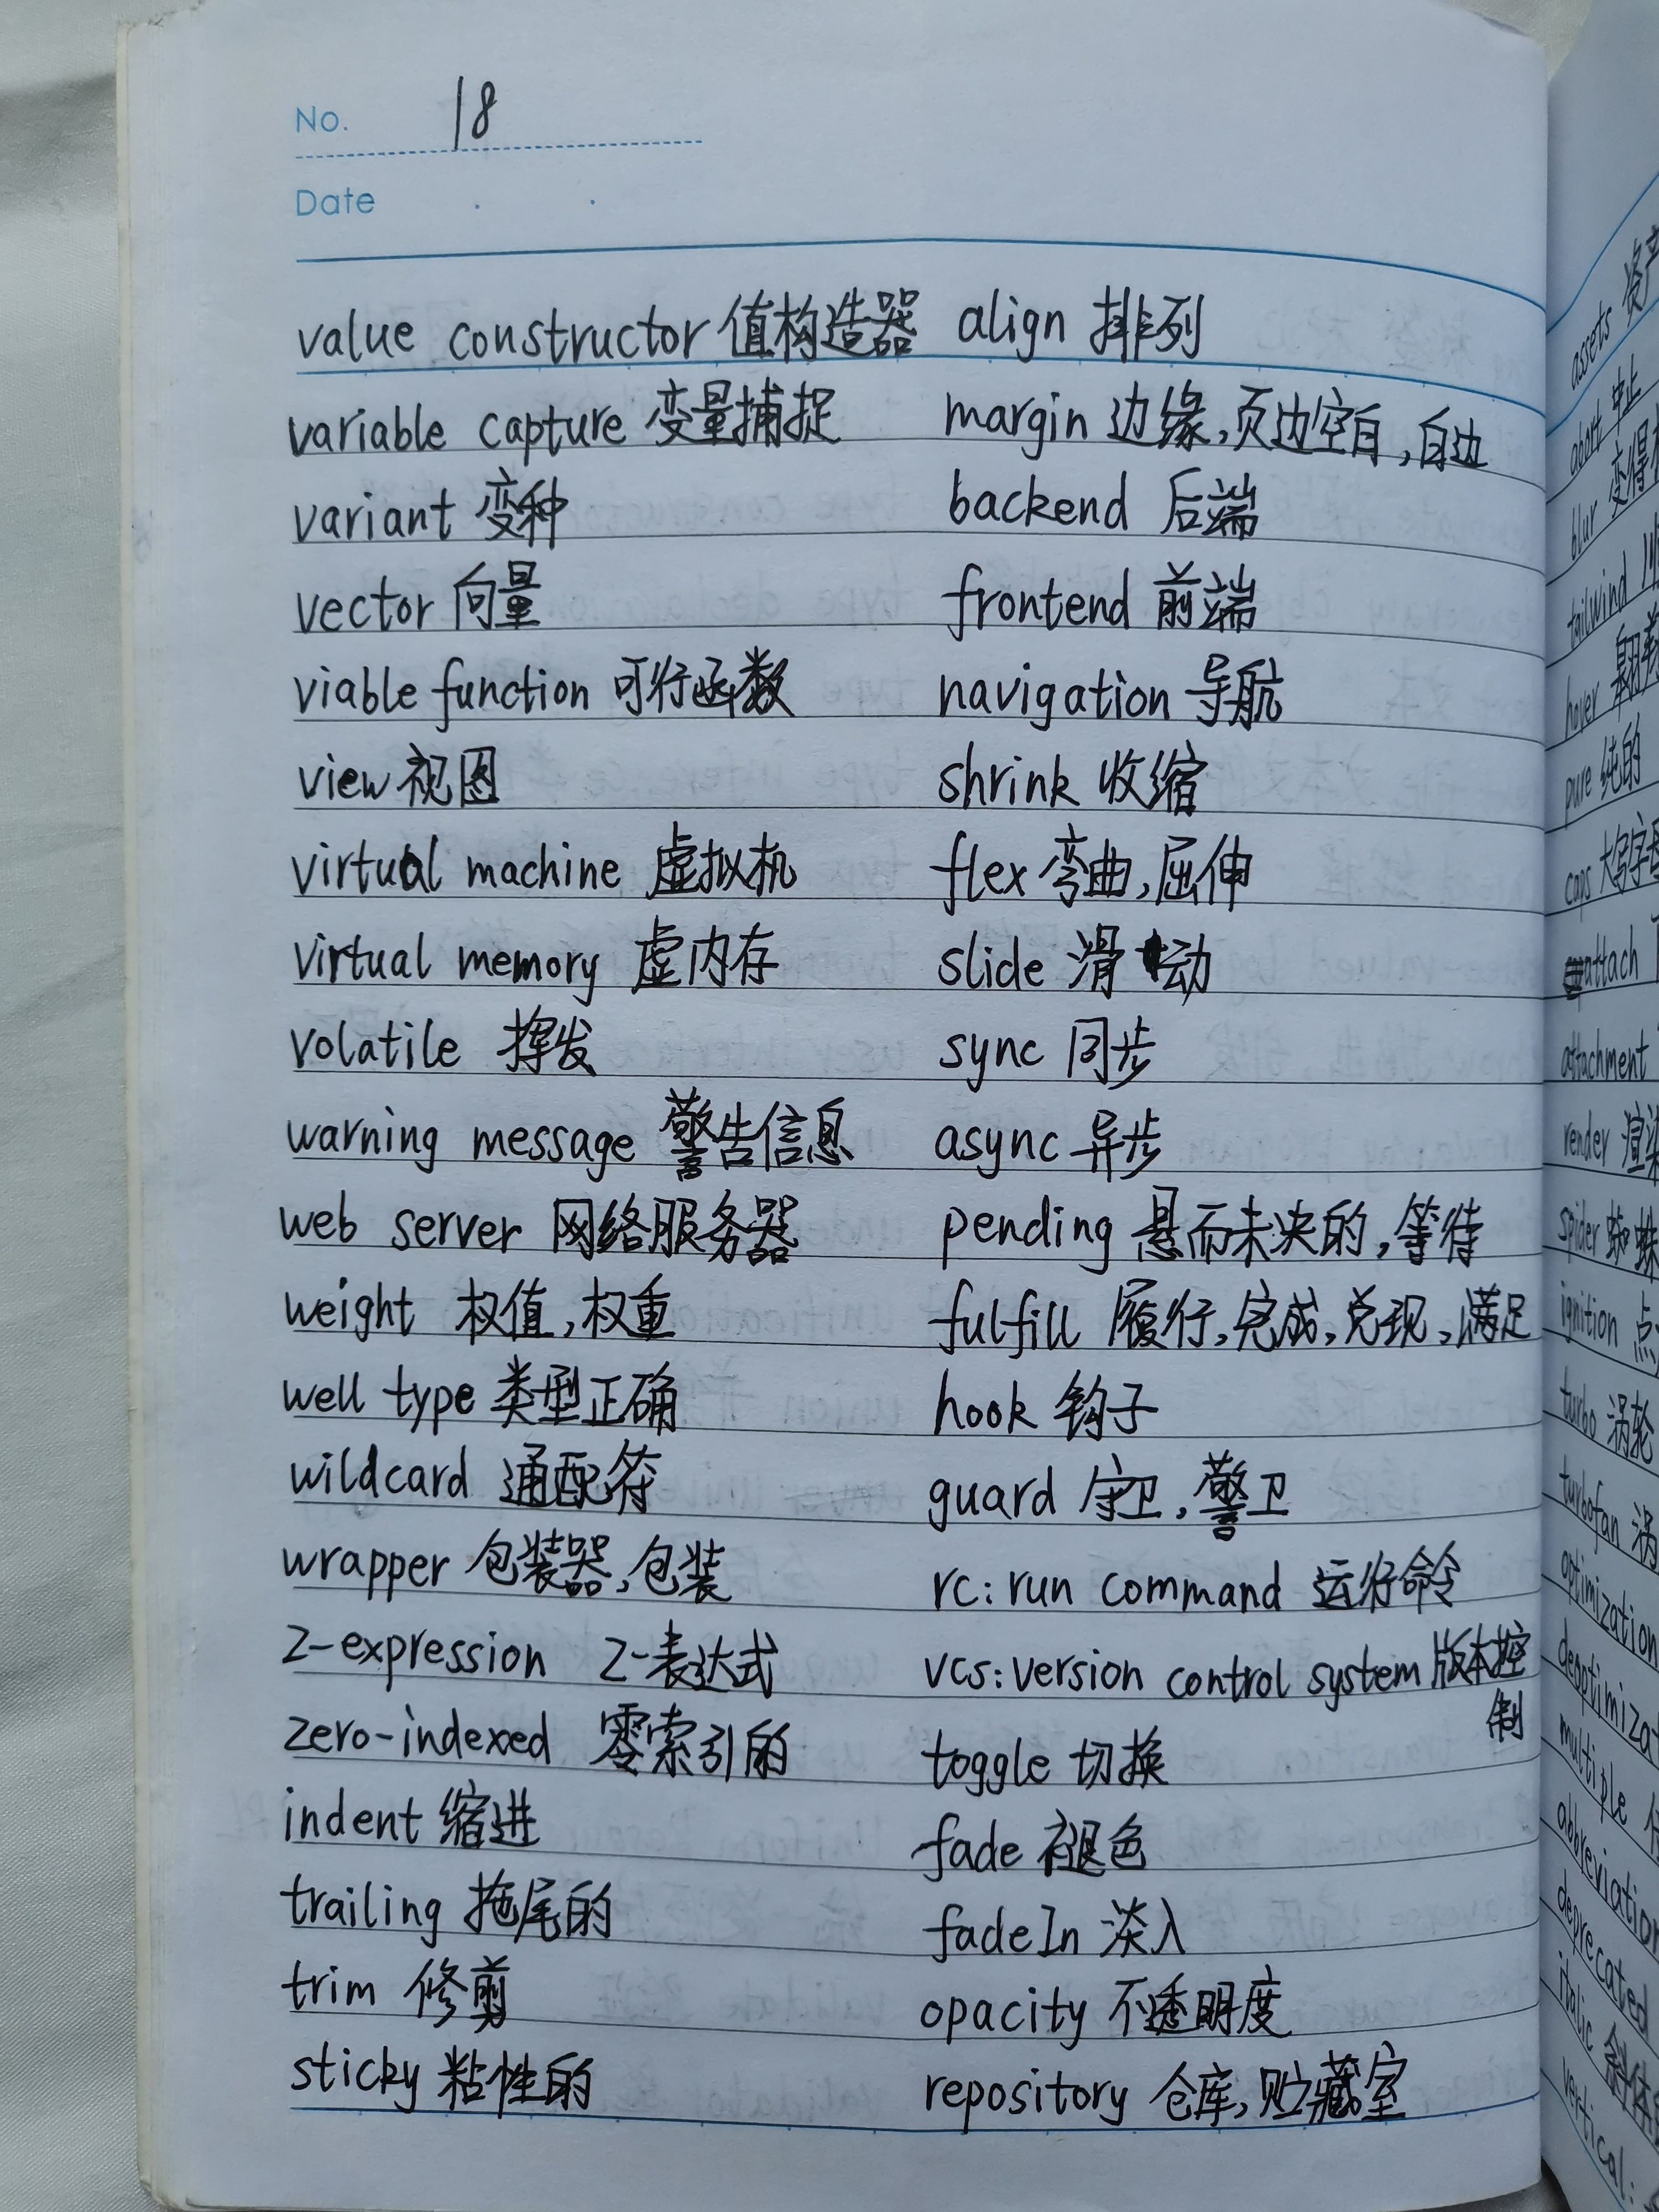 No. 18
Date . .
value constructor 值构造器
variable capture 变量捕捉
variant 变种
vector 向量
viable function 可行函数
view 视图
virtual machine 虚拟机
virtual memory 虚内存
volatile 挥发
warning message 警告信息
web server 网络服务器
weight 权值,权重
well type 类型正确
wildcard 通配符
wrapper 包装器,包装
z-expression z-表达式
zero-indexed 零索引的
indent 缩进
trailing 拖尾的
trim 修剪
sticky 粘性的
align 排列
margin 边缘,页边空白,白边
backend 后端
frontend 前端
navigation 导航
shrink 收缩
flex 弯曲,屈伸
slide 滑动
sync 同步
async 异步
pending 悬而未决的,等待
fulfill 履行,完成,兑现,满足
hook 钩子
guard 守卫,警卫
rc:run command 运行命令
vcs:version control system 版本控
制
toggle 切换
fade 褪色
fadeIn 淡入
opacity 不透明度
repository 仓库,贮藏室
assets 资产
abort 中止
blur 变得
tailwind
hover 翱翔
pure 纯的
caps 大写字母
attach
attachment
render 渲染
spider 蜘蛛
ignition 点
turbo 涡轮
turbofan 涡
optimization
multiple
abbreviation
deprecated
italic 斜体
vertical: